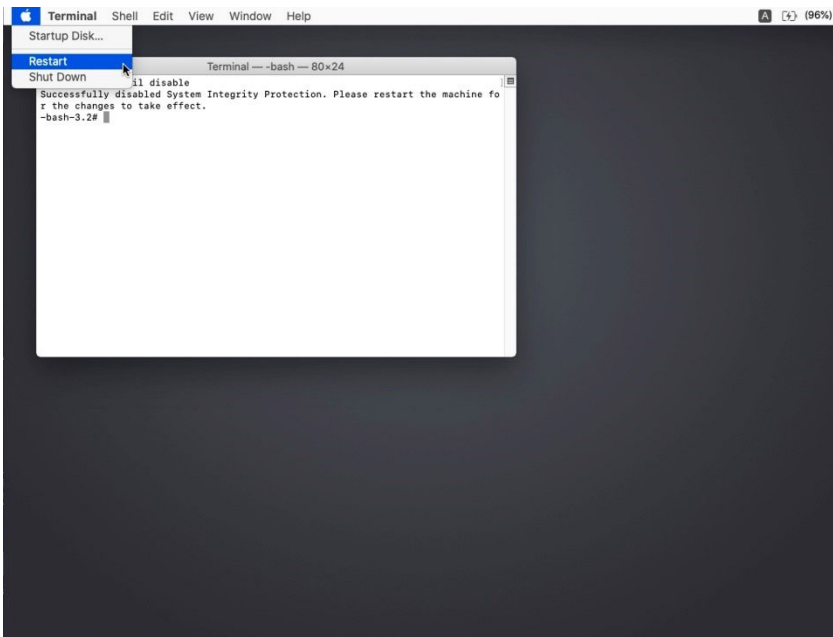 Terminal Shell Edit View Window Help A (96%)
Startup Disk...
Restart
Shut Down
Terminal — -bash — 80×24
il disable ]
Successfully disabled System Integrity Protection. Please restart the machine fo
r the changes to take effect.
-bash-3.2#